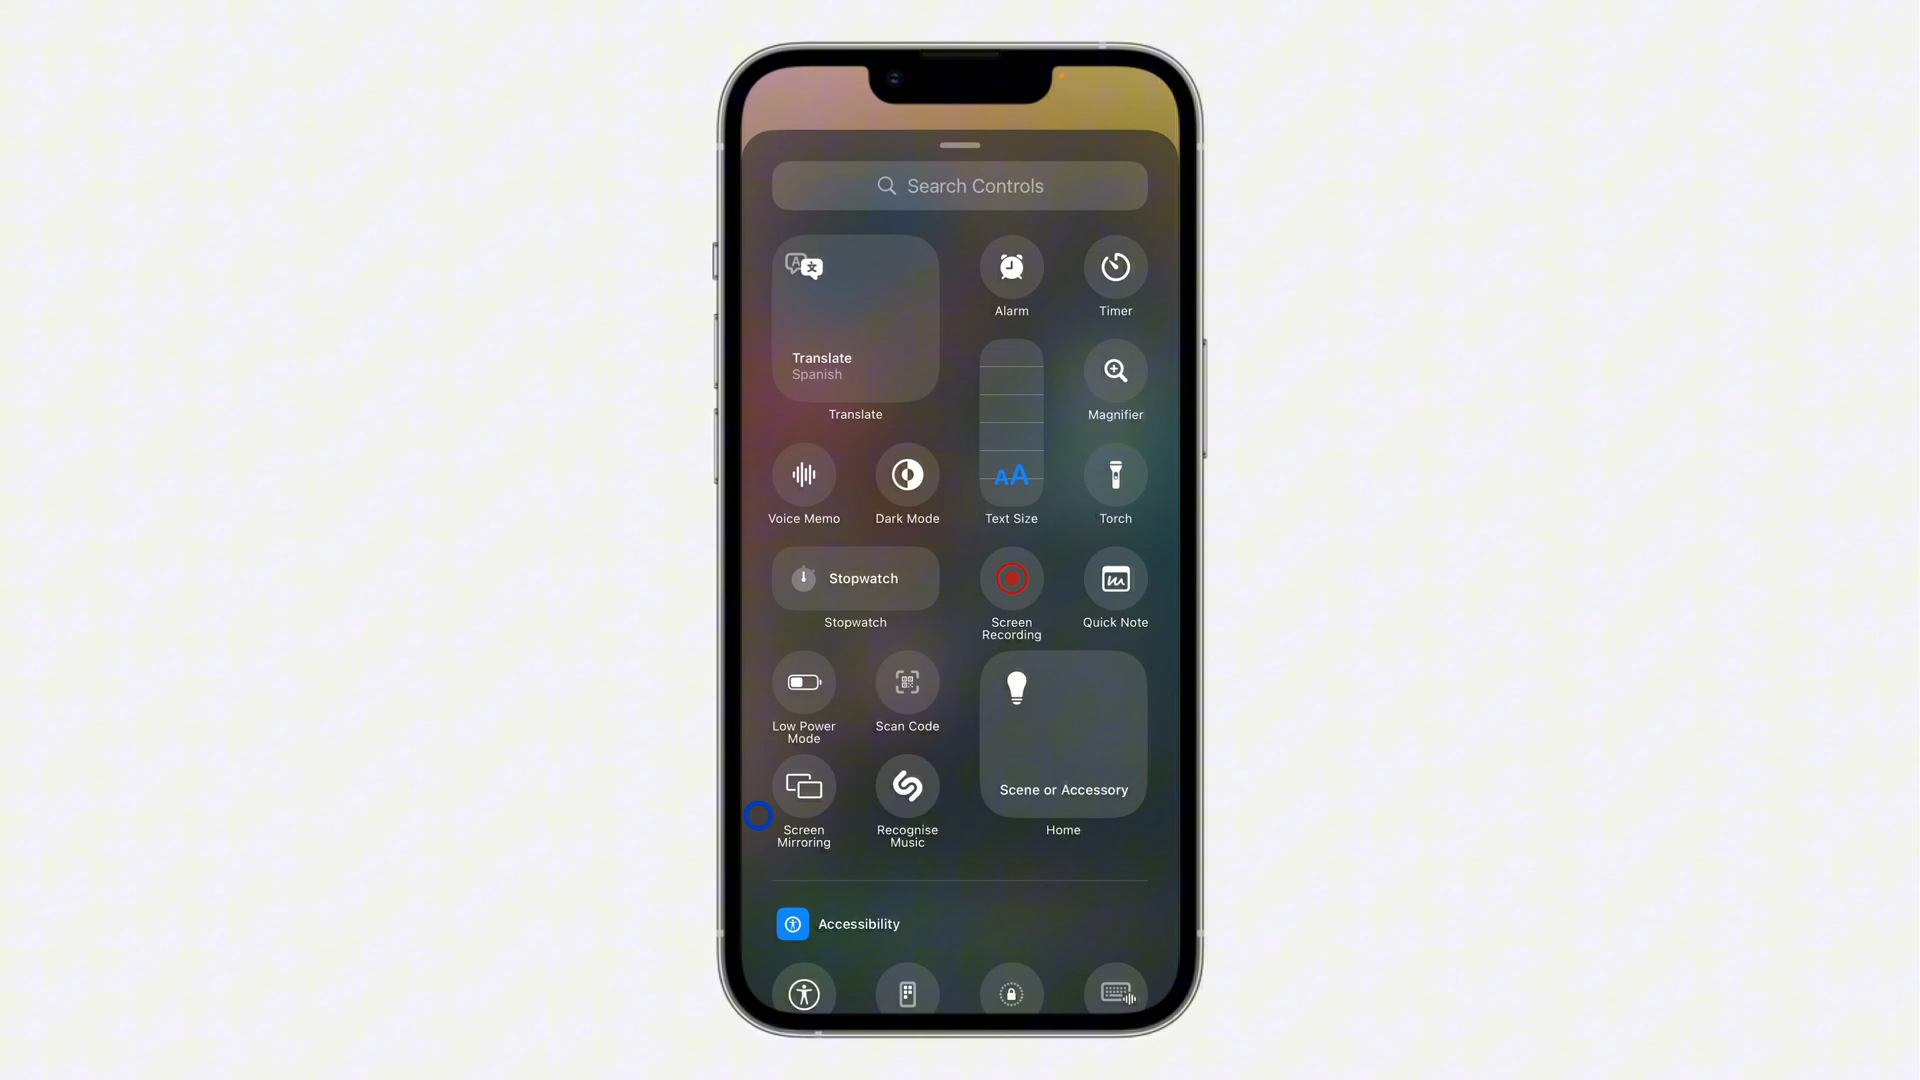 Search Controls
Translate
Spanish
Translate
Alarm
Timer
Magnifier
Voice Memo
Dark Mode
AA
Text Size
Torch
Stopwatch
Stopwatch
Screen
Recording
Quick Note
Low Power
Mode
Scan Code
Scene or Accessory
Home
Screen
Mirroring
Recognise
Music
Accessibility